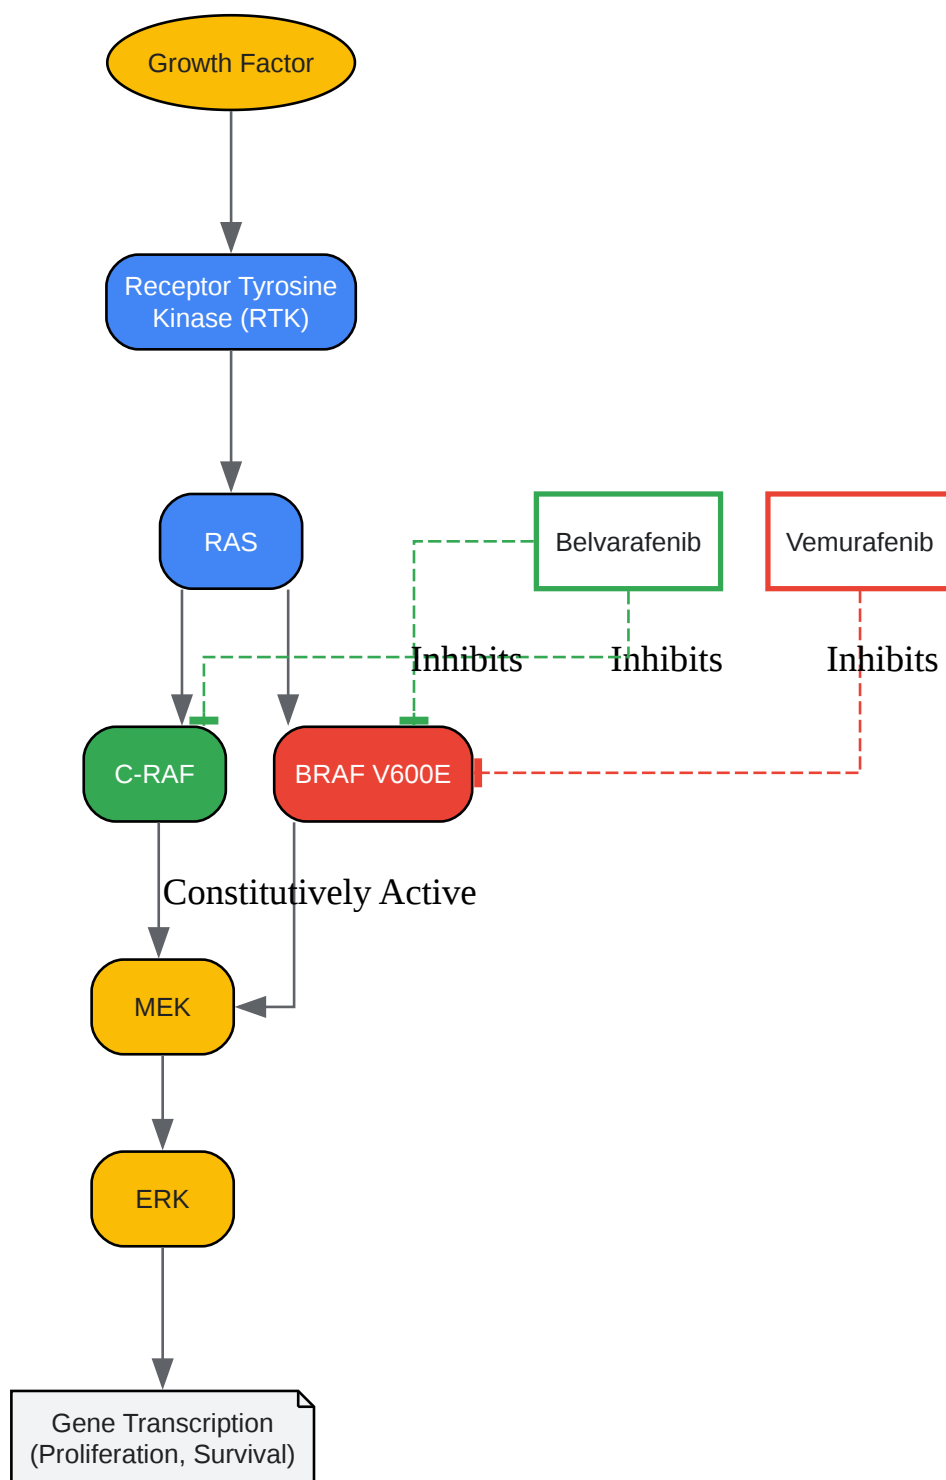 Growth Factor
Receptor Tyrosine
Kinase (RTK)
RAS
Belvarafenib
Vemurafenib
Inhibits
Inhibits
Inhibits
C-RAF
BRAF V600E
Constitutively Active
MEK
ERK
Gene Transcription
(Proliferation, Survival)